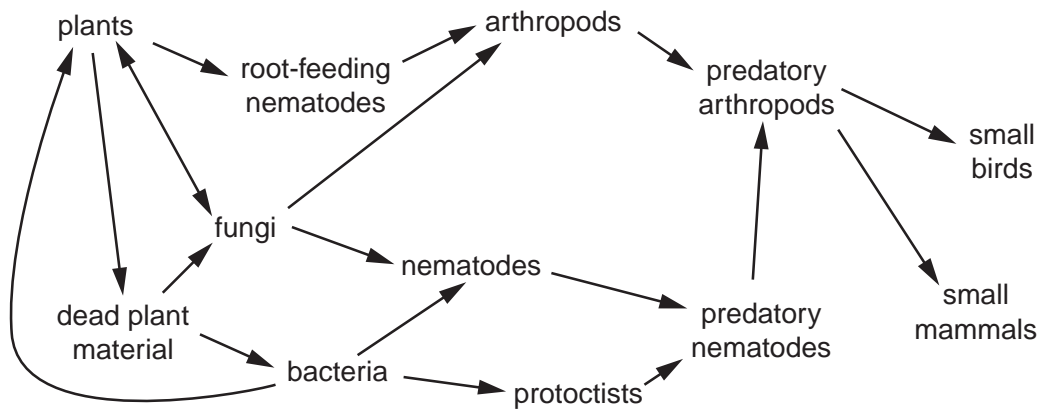 plants
arthropods
root-feeding
nematodes
predatory
arthropods
small
birds
fungi
nematodes
small
mammals
dead plant
material
predatory
nematodes
bacteria
protoctists